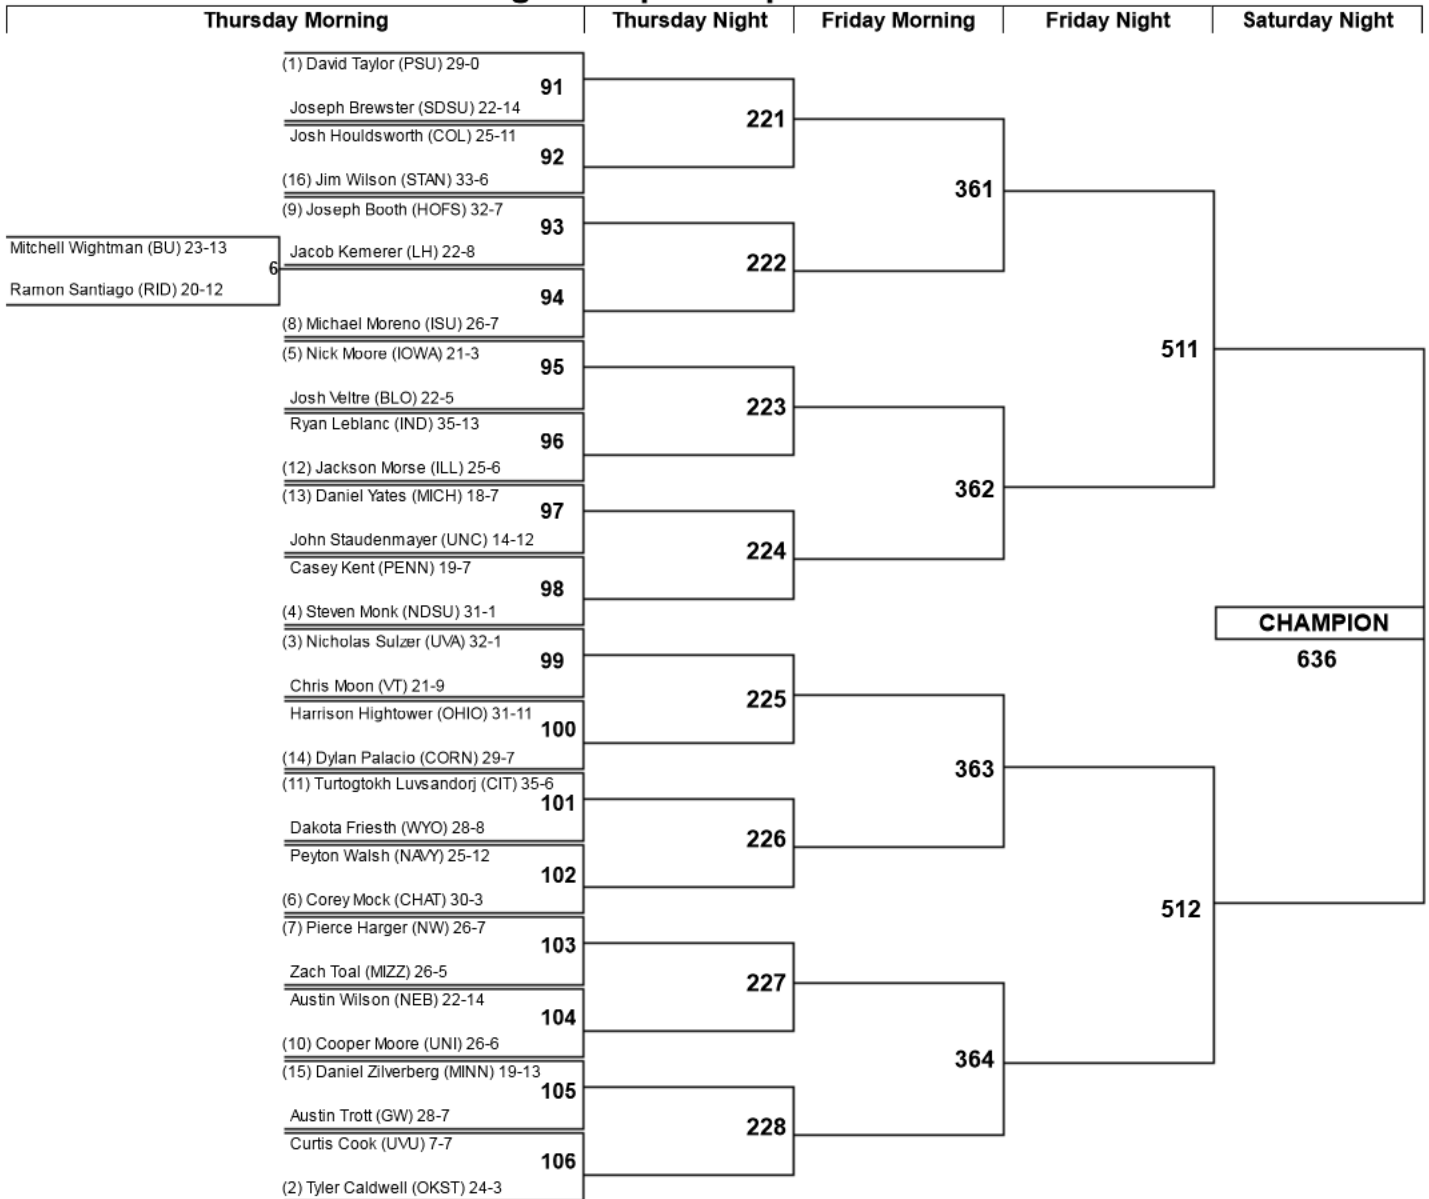 Thursday Morning
Thursday Night
Friday Morning
Friday Night
Saturday Night
(1) David Taylor (PSU) 29-0
91
Joseph Brewster (SDSU) 22-14
Josh Houldsworth (COL) 25-11
92
(16) Jim Wilson (STAN) 33-6
(9) Joseph Booth (HOFS) 32-7
93
Jacob Kemerer (LH) 22-8
Mitchell Wightman (BU) 23-13
6
Ramon Santiago (RID) 20-12
94
(8) Michael Moreno (ISU) 26-7
(5) Nick Moore (IOWA) 21-3
95
Josh Veltre (BLO) 22-5
Ryan Leblanc (IND) 35-13
96
(12) Jackson Morse (ILL) 25-6
(13) Daniel Yates (MICH) 18-7
97
John Staudenmayer (UNC) 14-12
Casey Kent (PENN) 19-7
98
(4) Steven Monk (NDSU) 31-1
(3) Nicholas Sulzer (UVA) 32-1
99
Chris Moon (VT) 21-9
Harrison Hightower (OHIO) 31-11
100
(14) Dylan Palacio (CORN) 29-7
(11) Turtogtokh Luvsandorj (CIT) 35-6
101
Dakota Friesth (WYO) 28-8
Peyton Walsh (NAVY) 25-12
102
(6) Corey Mock (CHAT) 30-3
(7) Pierce Harger (NW) 26-7
103
Zach Toal (MIZZ) 26-5
Austin Wilson (NEB) 22-14
104
(10) Cooper Moore (UNI) 26-6
(15) Daniel Zilverberg (MINN) 19-13
105
Austin Trott (GW) 28-7
Curtis Cook (UVU) 7-7
106
(2) Tyler Caldwell (OKST) 24-3
221
222
223
224
225
226
227
228
361
362
363
364
511
512
CHAMPION
636